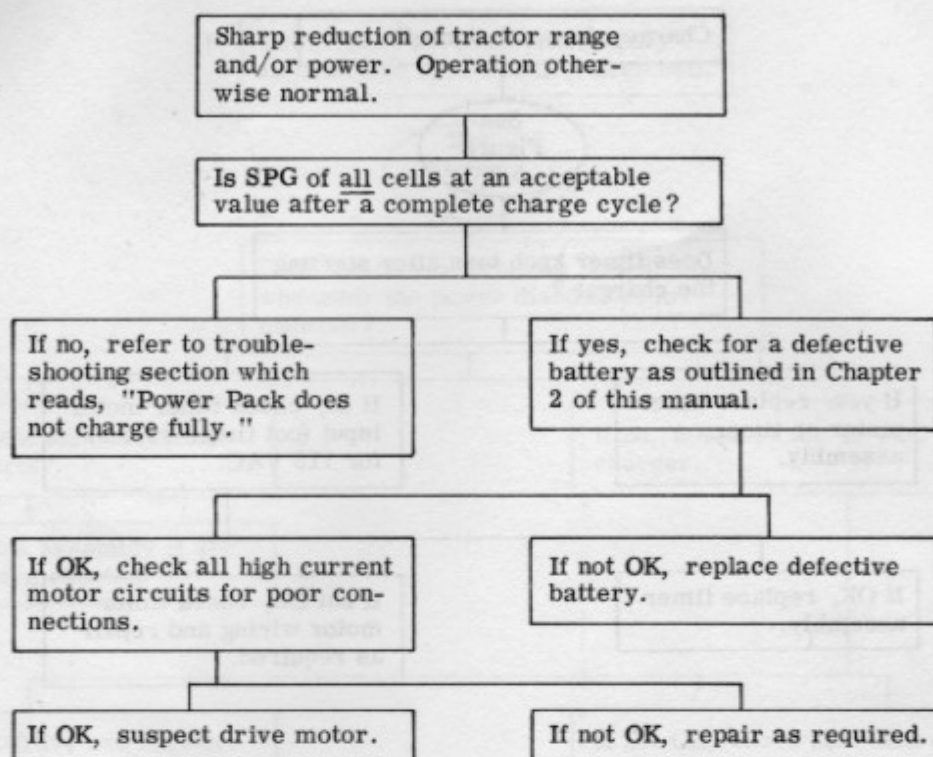 Sharp reduction of tractor range
and/or power. Operation other-
wise normal.
Is SPG of all cells at an acceptable
value after a complete charge cycle?
If no, refer to trouble-
shooting section which
reads, "Power Pack does
not charge fully."
If yes, check for a defective
battery as outlined in Chapter
2 of this manual.
If OK, check all high current
motor circuits for poor con-
nections.
If not OK, replace defective
battery.
If OK, suspect drive motor.
If not OK, repair as required.